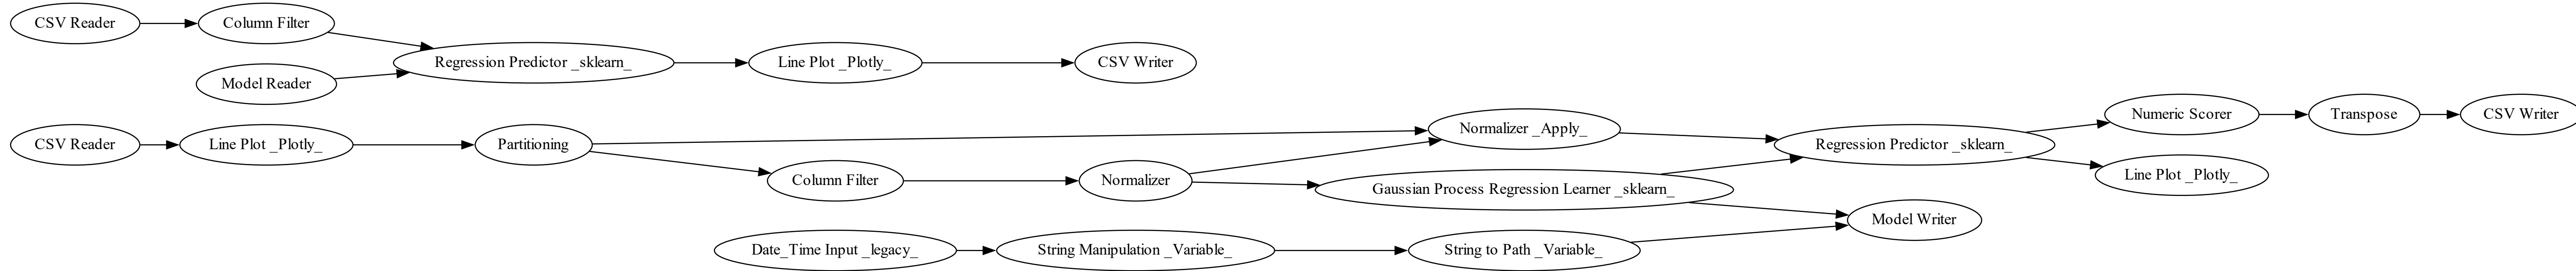 CSV Reader
Column Filter
Model Reader
Regression Predictor _sklearn_
Line Plot _Plotly_
CSV Writer
CSV Reader
Line Plot _Plotly_
Partitioning
Column Filter
Normalizer
Normalizer _Apply_
Gaussian Process Regression Learner _sklearn_
Regression Predictor _sklearn_
Numeric Scorer
Transpose
CSV Writer
Line Plot _Plotly_
Model Writer
Date_Time Input _legacy_
String Manipulation _Variable_
String to Path _Variable_